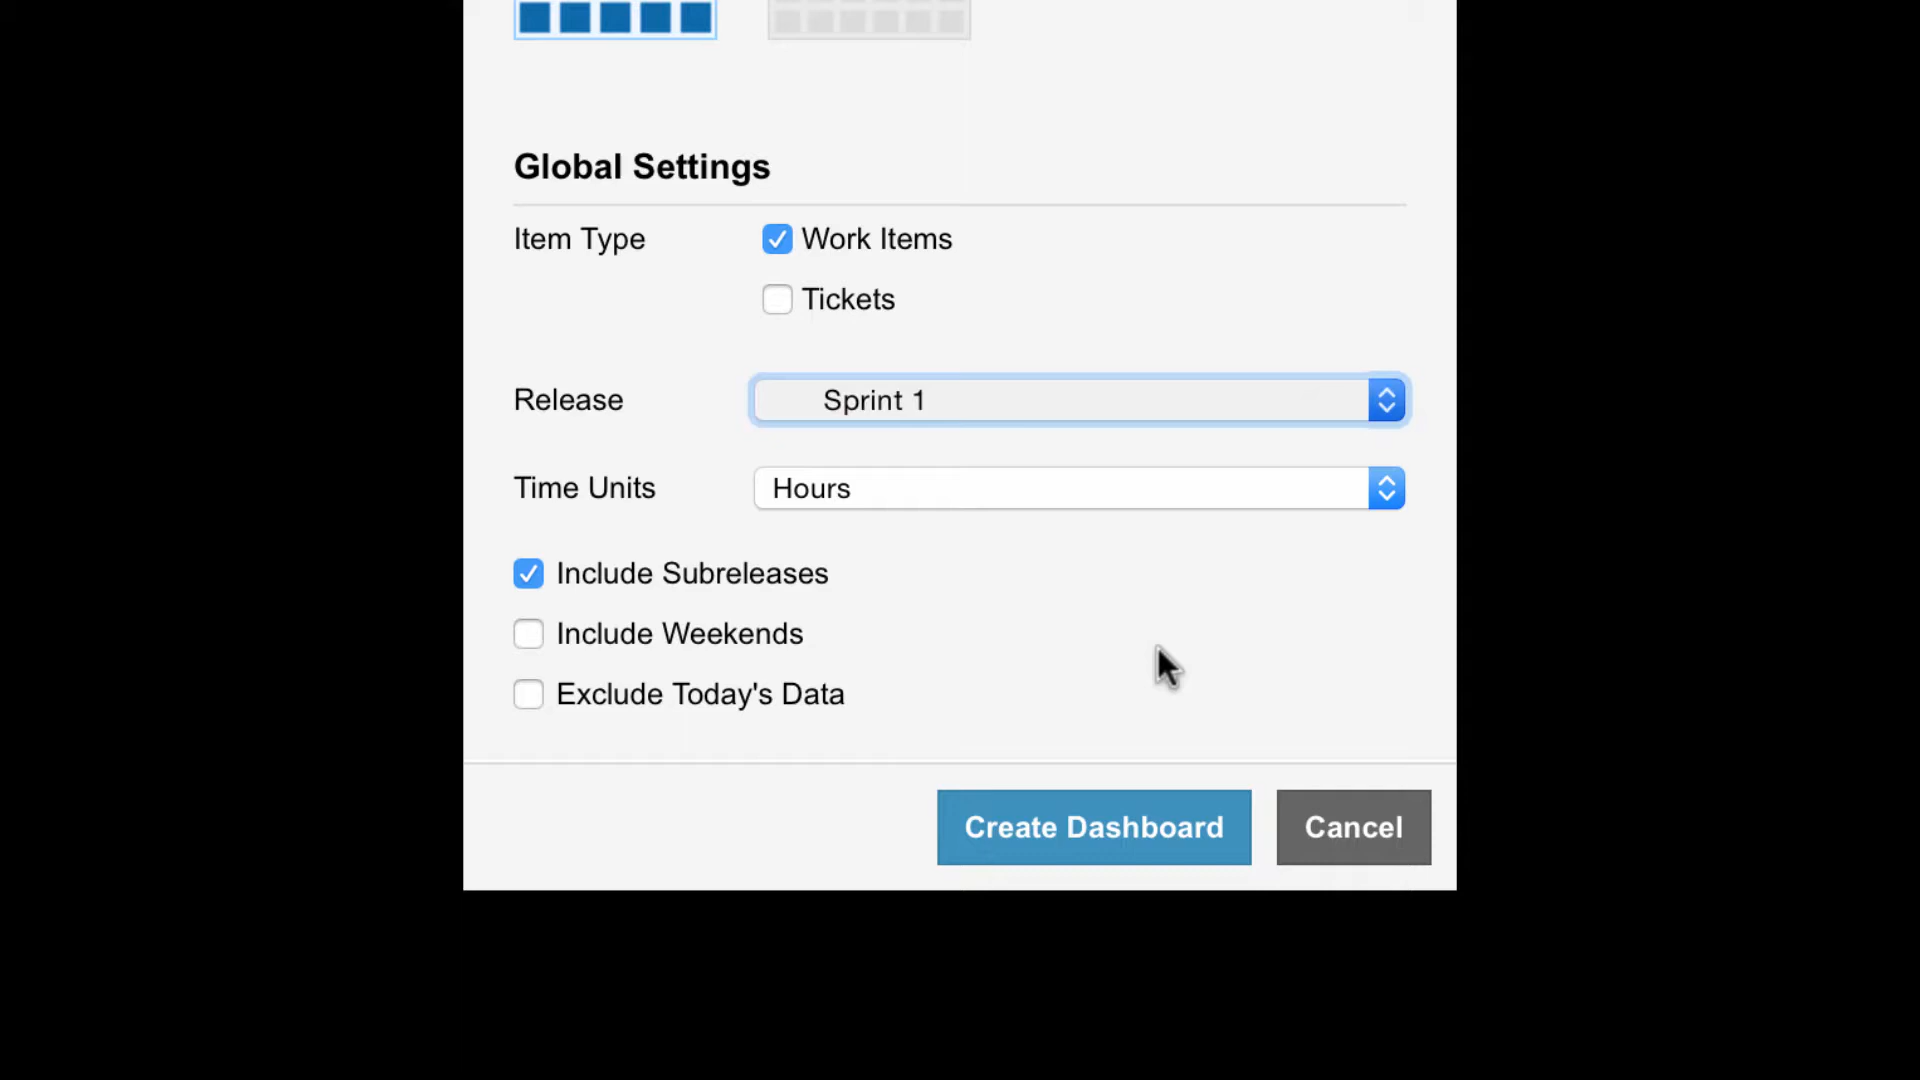 Global Settings
Item Type
Work Items
Tickets
Release
Sprint 1
Time Units
Hours
Include Subreleases
Include Weekends
Exclude Today's Data
Create Dashboard
Cancel